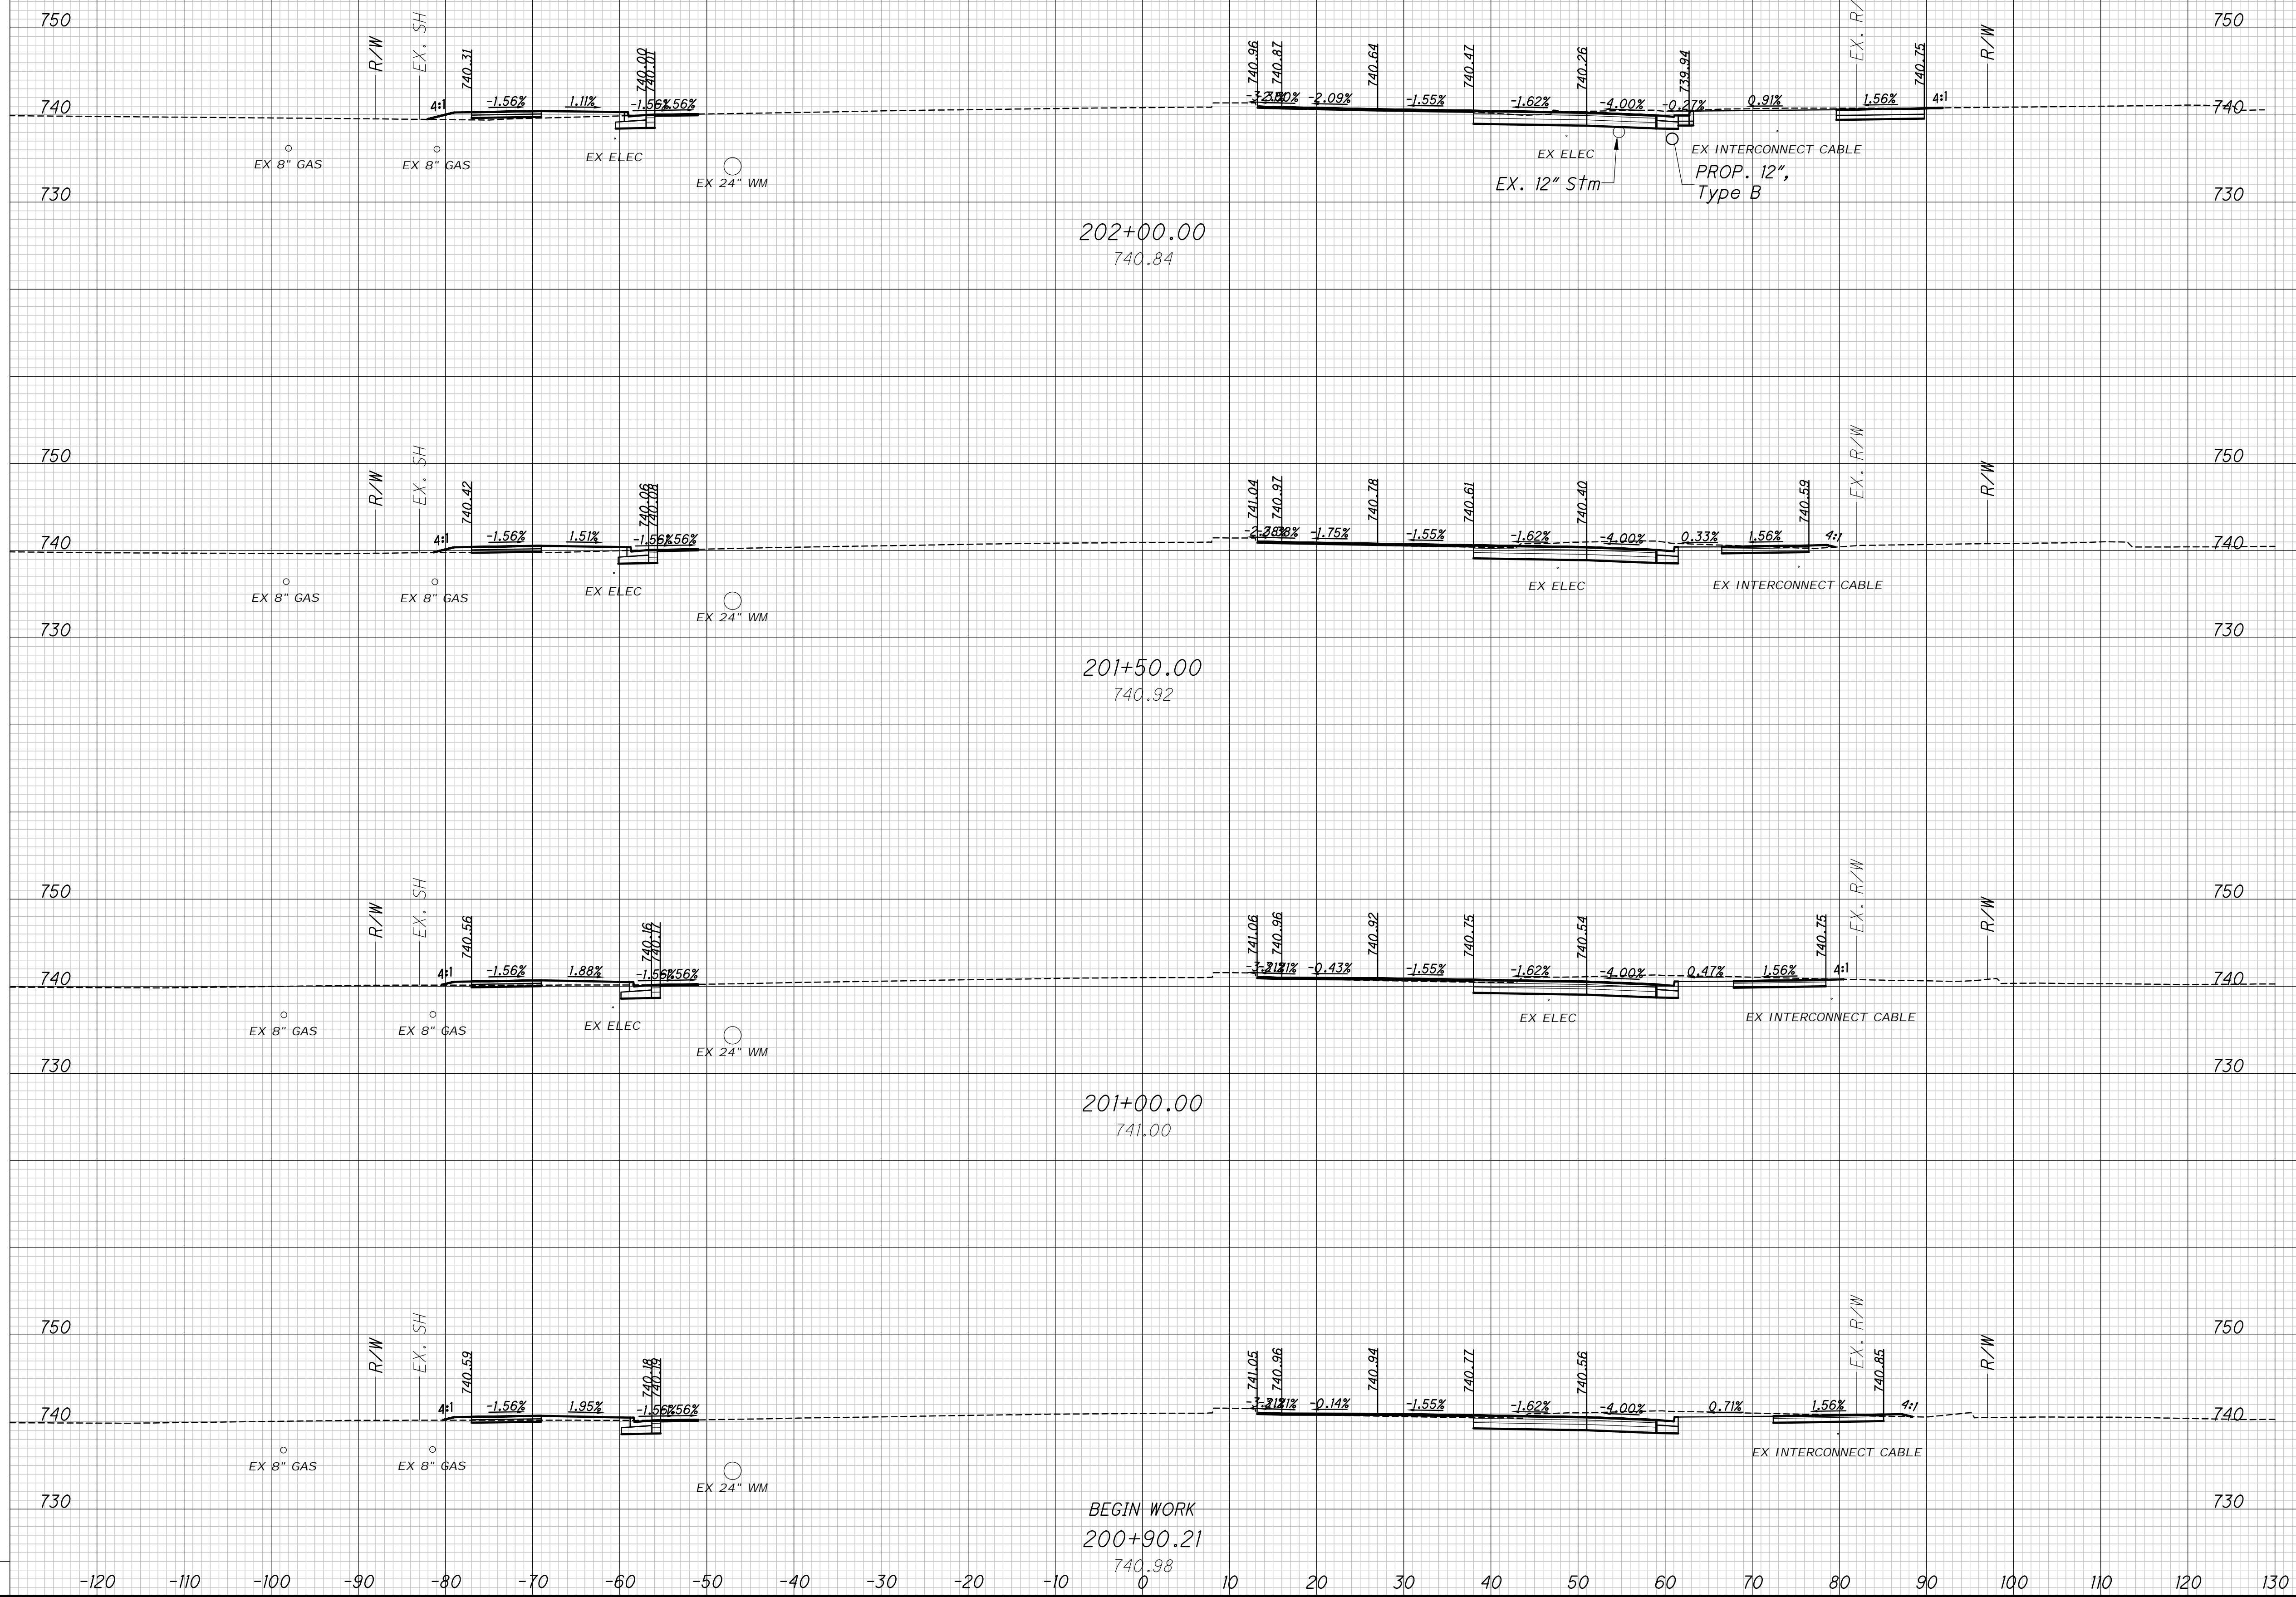 750 750
R/W EX. SH 740.31 740.00 740.01 740.96 740.87 740.64 740.47 740.26 739.94 EX. R/ 740.75 R/W
740 4:1 -1.56% 1.11% -1.56% 1.56% -2.09% -1.55% -1.62% -4.00% -0.27% 0.91% 1.56% 4:1 740
EX 8" GAS EX 8" GAS EX ELEC EX 24" WM EX ELEC EX INTERCONNECT CABLE
EX. 12" Stm PROP. 12",
Type B
730 730
202+00.00
740.84
750 750
R/W EX. SH 740.42 740.06 740.08 741.04 740.97 740.78 740.61 740.40 740.59 EX. R/W R/W
740 4:1 -1.56% 1.51% -1.56% 1.56% -1.75% -1.55% -1.62% -4.00% 0.33% 1.56% 4:1 740
EX 8" GAS EX 8" GAS EX ELEC EX 24" WM EX ELEC EX INTERCONNECT CABLE
730 730
201+50.00
740.92
750 750
R/W EX. SH 740.56 740.16 740.17 741.06 740.96 740.92 740.75 740.54 740.75 EX. R/W R/W
740 4:1 -1.56% 1.88% -1.56% 1.56% -0.43% -1.55% -1.62% -4.00% 0.47% 1.56% 4:1 740
EX 8" GAS EX 8" GAS EX ELEC EX 24" WM EX ELEC EX INTERCONNECT CABLE
730 730
201+00.00
741.00
750 750
R/W EX. SH 740.59 740.18 740.19 741.05 740.96 740.94 740.77 740.56 EX. R/W 740.85 R/W
740 4:1 -1.56% 1.95% -1.56% 1.56% -0.14% -1.55% -1.62% -4.00% 0.71% 1.56% 4:1 740
EX 8" GAS EX 8" GAS EX 24" WM EX INTERCONNECT CABLE
730 730
BEGIN WORK
200+90.21
740.98
-120 -110 -100 -90 -80 -70 -60 -50 -40 -30 -20 -10 0 10 20 30 40 50 60 70 80 90 100 110 120 130